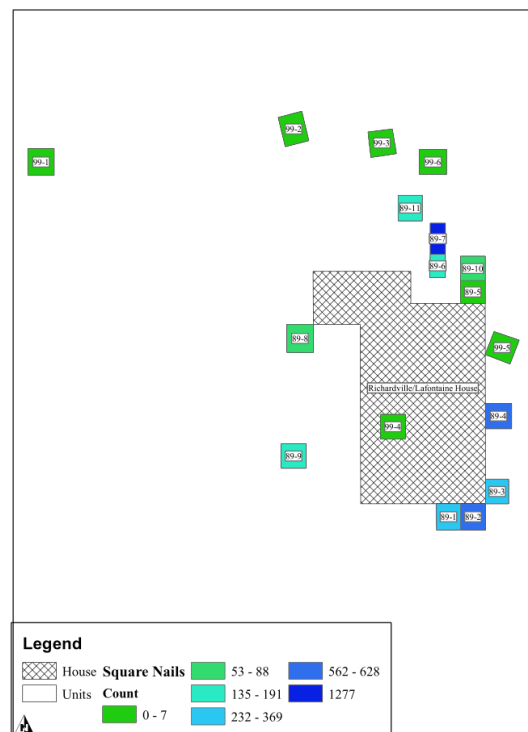 99-2
99-3
99-1
99-6
89-11
89-7
89-6
89-10
89-5
89-8
99-5
Richardville/Lafontaine House
89-4
99-4
89-9
89-3
89-1
89-2
Legend
House
Units
Square Nails
Count
0 - 7
53 - 88
135 - 191
232 - 369
562 - 628
1277